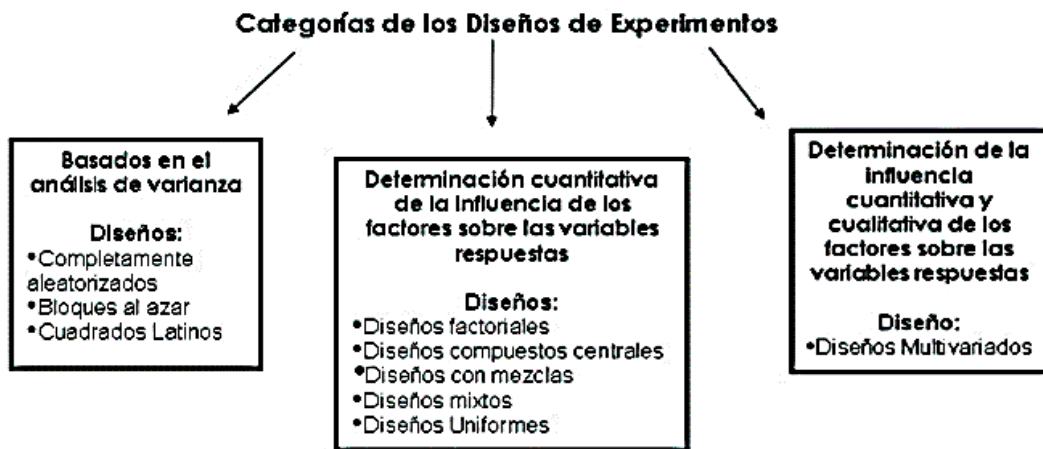 Categorías de los Diseños de Experimentos
Basados en el
análisis de varianza
Diseños:
•Completamente
aleatorizados
•Bloques al azar
•Cuadrados Latinos
Determinación cuantitativa
de la influencia de los
factores sobre las variables
respuestas
Diseños:
•Diseños factoriales
•Diseños compuestos centrales
•Diseños con mezclas
•Diseños mixtos
•Diseños Uniformes
Determinación de la
influencia
cuantitativa y
cualitativa de los
factores sobre las
variables respuestas
Diseño:
•Diseños Multivariados